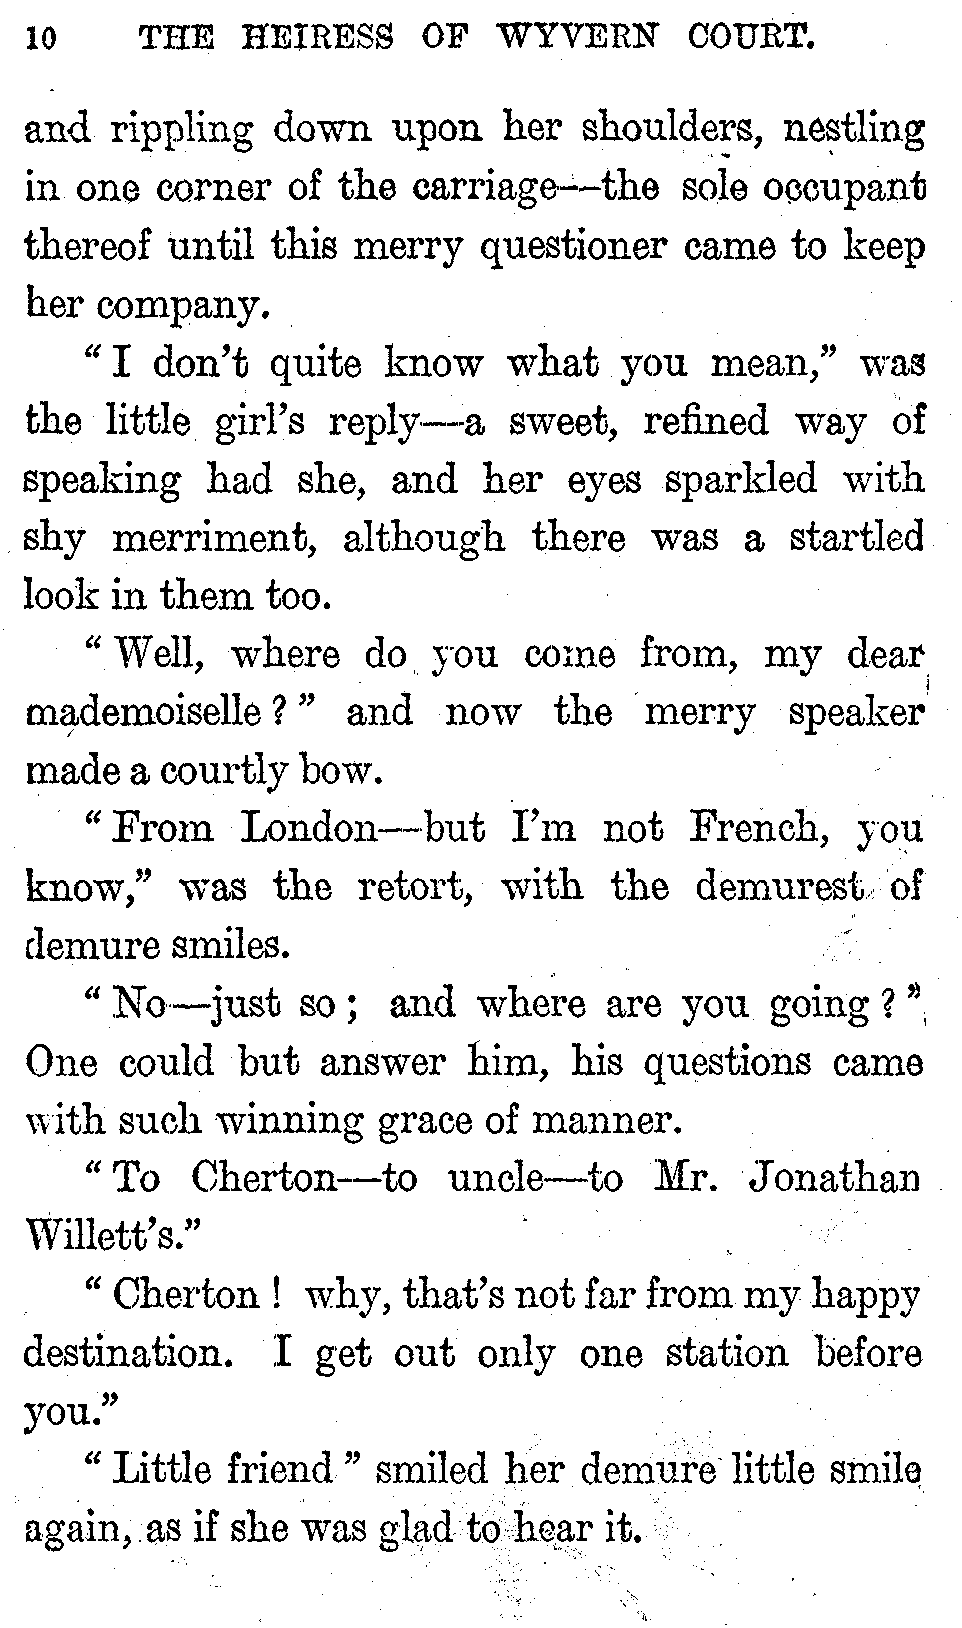 10 THE HEIRESS OF WYVERN COURT.
and rippling down upon her shoulders, nestling
in one corner of the carriage—the sole occupant
thereof until this merry questioner came to keep
her company.
“I don’t quite know what you mean,” was
the little girl’s reply—a sweet, refined way of
speaking had she, and her eyes sparkled with
shy merriment, although there was a startled
look in them too.
“Well, where do you come from, my dear
mademoiselle?” and now the merry speaker
made a courtly bow.
“From London—but I’m not French, you
know,” was the retort, with the demurest of
demure smiles.
“No—just so; and where are you going?”
One could but answer him, his questions came
with such winning grace of manner.
“To Cherton—to uncle—to Mr. Jonathan
Willett’s.”
“Cherton! why, that’s not far from my happy
destination. I get out only one station before
you.”
“Little friend” smiled her demure little smile
again, as if she was glad to hear it.